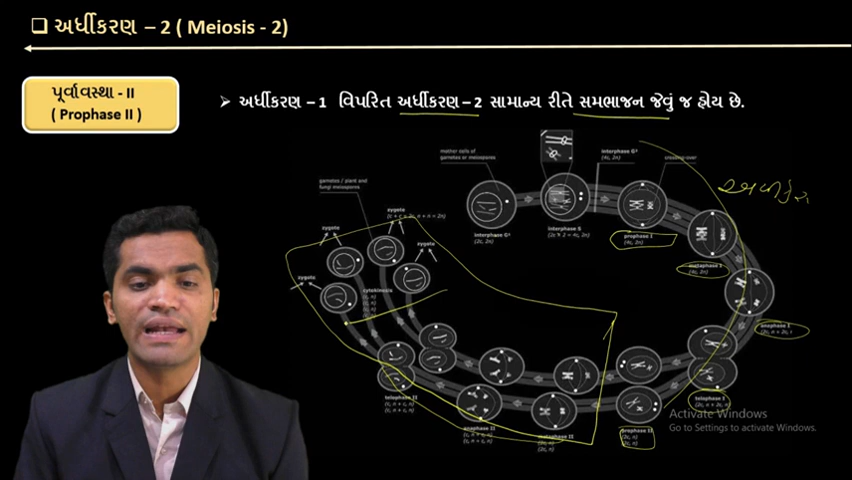 ❑ અર્ધીકરણ – 2 ( Meiosis - 2)
પૂર્વાવસ્થા - II
( Prophase II )
➤ અર્ધીકરણ – 1 વિપરિત અર્ધીકરણ – 2 સામાન્ય રીતે સમભાજન જેવું જ હોય છે.
mother cells of
gametes or meiospores
interphase G²
(4c, 2n)
crossing-over
gametes / plant and
fungi meiospores
zygote
(c + c = 2c, n + n = 2n)
zygote
zygote
zygote
interphase S
prophase I
(4c, 2n)
metaphase I
(4c, 2n)
cytokinesis
(c, n)
(c, n)
(c, n)
anaphase I
telophase I
telophase II
(c, n + c, n)
(c, n + c, n)
anaphase II
metaphase II
(2c, n)
prophase II
(2c, n)
(2c, n)
Activate Windows
Go to Settings to activate Windows.